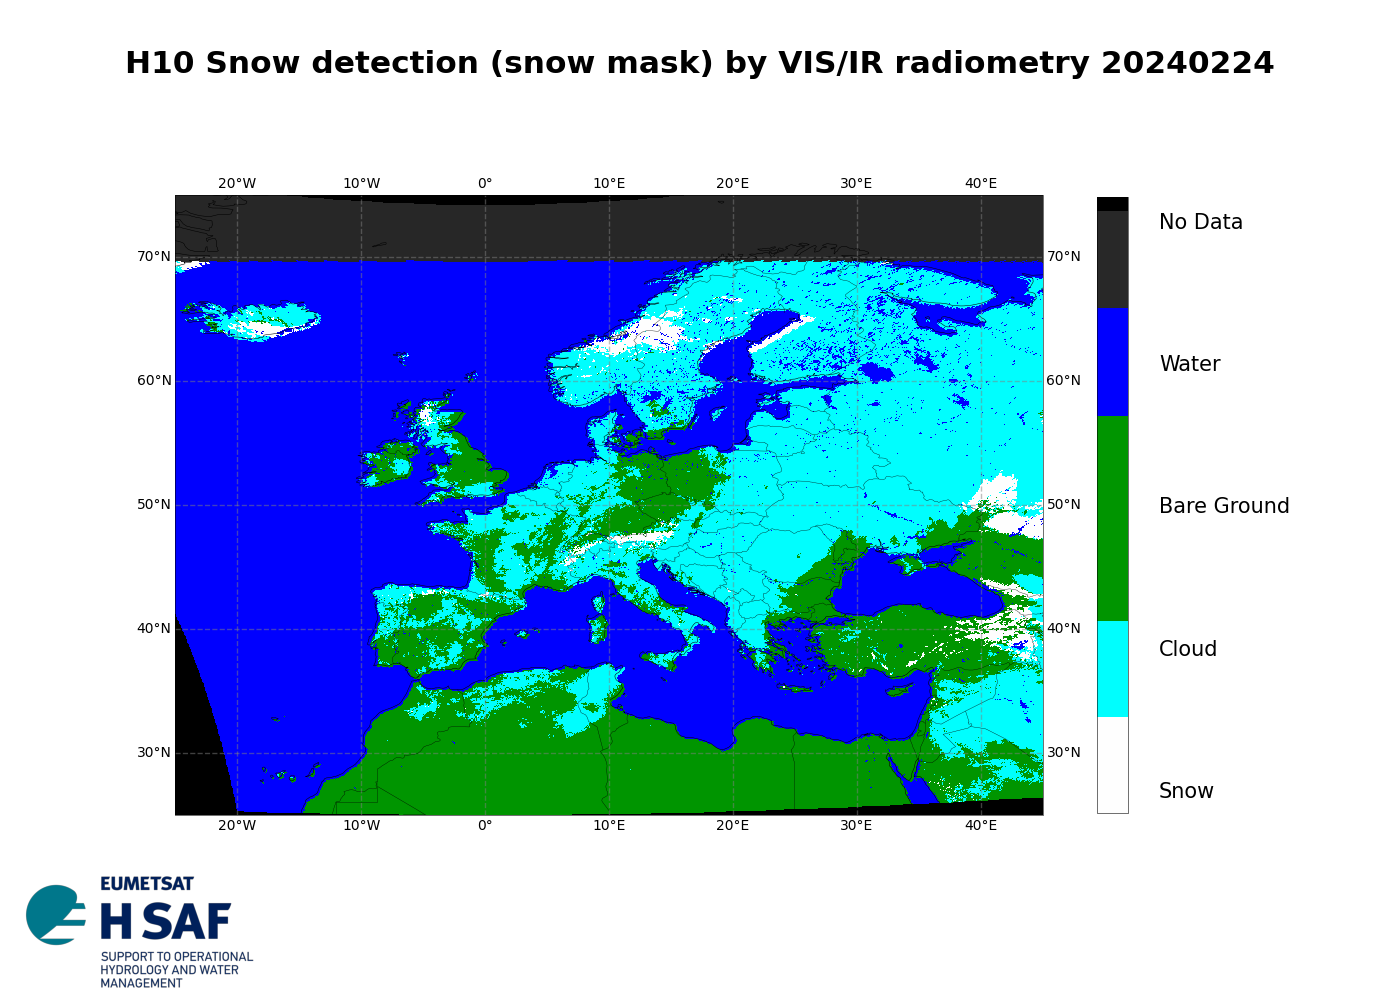 H10 Snow detection (snow mask) by VIS/IR radiometry 20240224
20°W 10°W 0° 10°E 20°E 30°E 40°E
No Data
70°N 70°N
Water
60°N 60°N
50°N 50°N
Bare Ground
40°N 40°N
Cloud
30°N 30°N
Snow
20°W 10°W 0° 10°E 20°E 30°E 40°E
EUMETSAT
H SAF
SUPPORT TO OPERATIONAL
HYDROLOGY AND WATER
MANAGEMENT